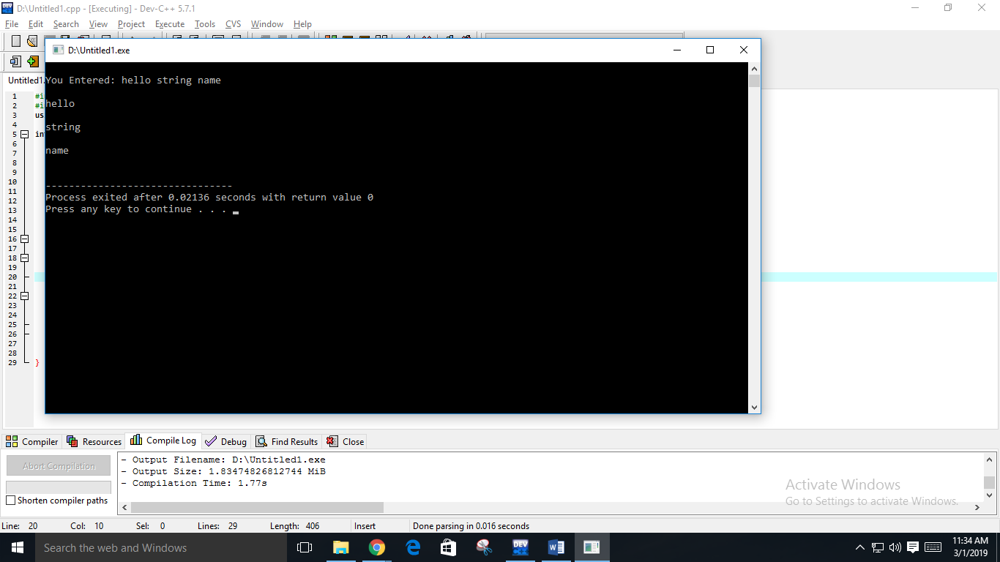 D:\Untitled1.cpp - [Executing] - Dev-C++ 5.7.1
File Edit Search View Project Execute Tools CVS Window Help
D:\Untitled1.exe
Untitled1.
You Entered: hello string name
hello
string
name
--------------------------------
Process exited after 0.02136 seconds with return value 0
Press any key to continue . . .
1 #i
2 #i
3 us
4
5 in
6
7
8
9
10
11
12
13
14
15
16
17
18
19
20
21
22
23
24
25
26
27
28
29 }
Compiler Resources Compile Log Debug Find Results Close
Abort Compilation
Shorten compiler paths
- Output Filename: D:\Untitled1.exe
- Output Size: 1.83474826812744 MiB
- Compilation Time: 1.77s
Activate Windows
Go to Settings to activate Windows.
Line: 20 Col: 10 Sel: 0 Lines: 29 Length: 406 Insert Done parsing in 0.016 seconds
Search the web and Windows
DEV C++
11:34 AM
3/1/2019